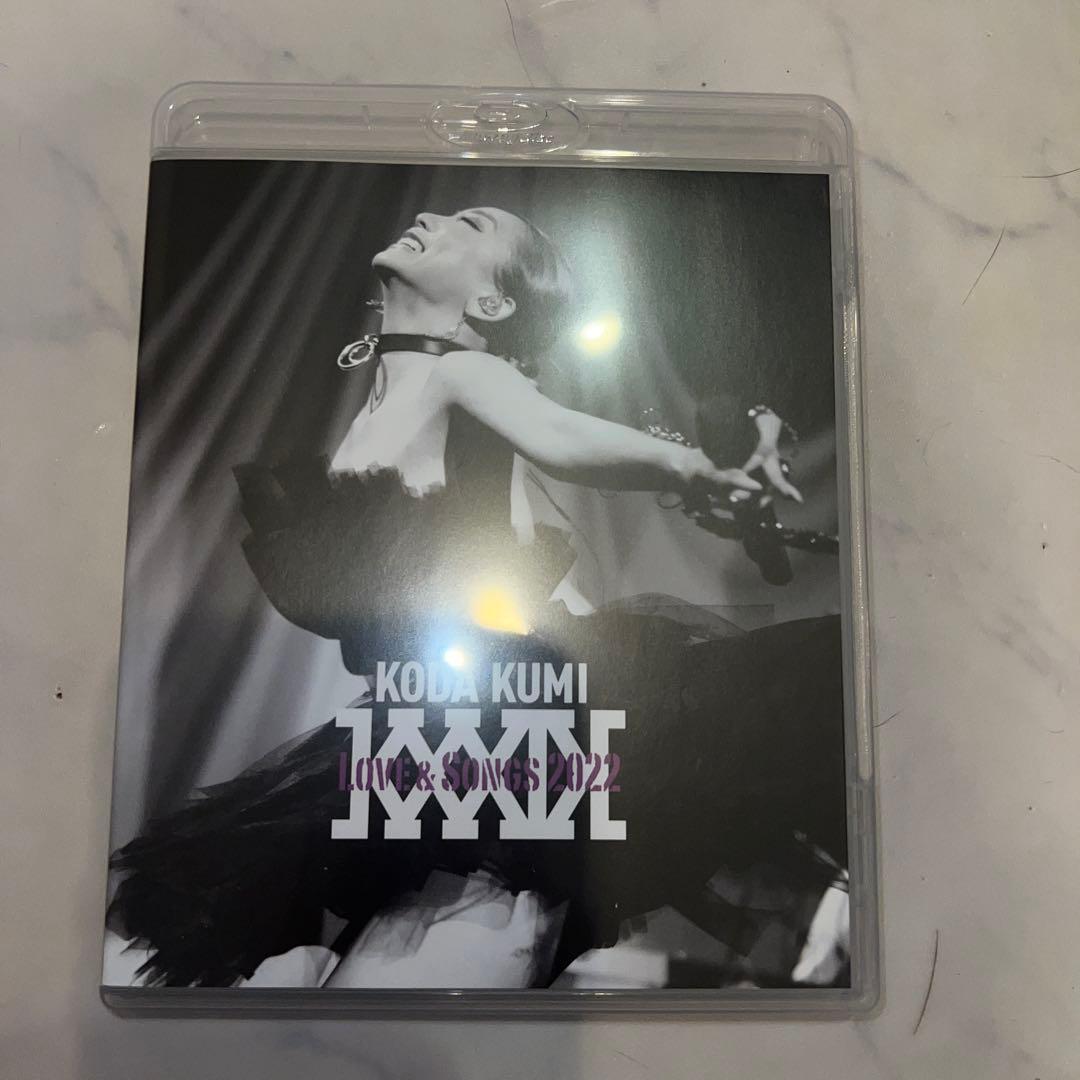 KODA KUMI
LOVE & SONGS 2022